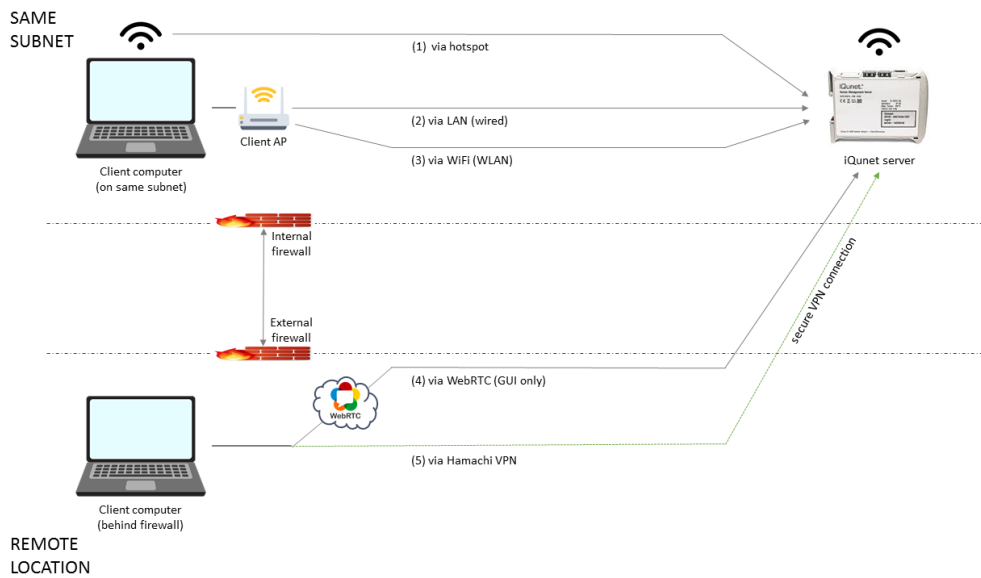 SAME
SUBNET
(1) via hotspot
iQunet
Client AP
(2) via LAN (wired)
(3) via WiFi (WLAN)
Client computer
(on same subnet)
iQunet server
Internal
firewall
External
firewall
secure VPN connection
(4) via WebRTC (GUI only)
WebRTC
(5) via Hamachi VPN
Client computer
(behind firewall)
REMOTE
LOCATION